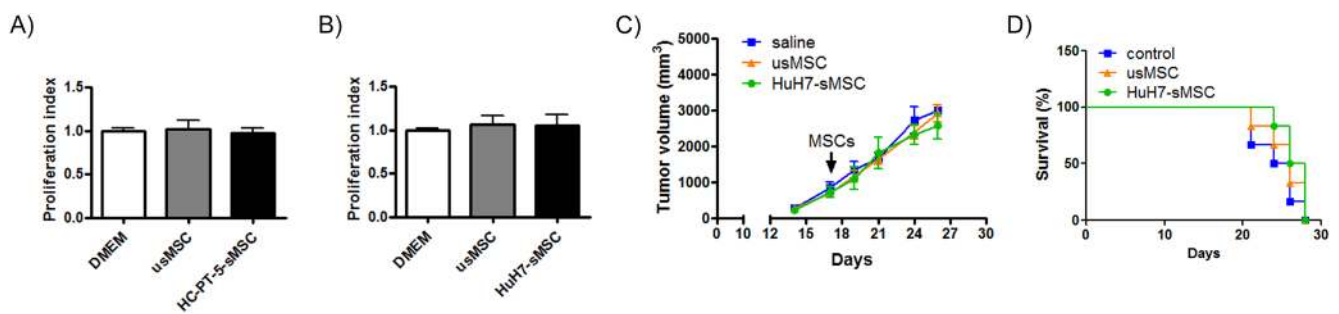 A)
Proliferation index
1.5
1.0
0.5
0.0
DMEM
usMSC
HC-PT-5-sMSC
B)
Proliferation index
1.5
1.0
0.5
0.0
DMEM
usMSC
HuH7-sMSC
C)
saline
usMSC
HuH7-sMSC
Tumor volume (mm³)
5000
4000
3000
2000
1000
0
MSCs
0 10 12 15 18 21 24 27 30
Days
D)
control
usMSC
HuH7-sMSC
Survival (%)
150
100
50
0
0 10 20 30
Days